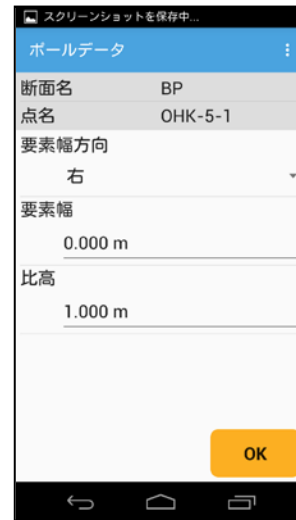 スクリーンショットを保存中...
ポールデータ
断面名 BP
点名 OHK-5-1
要素幅方向
右
要素幅
0.000 m
比高
1.000 m
OK